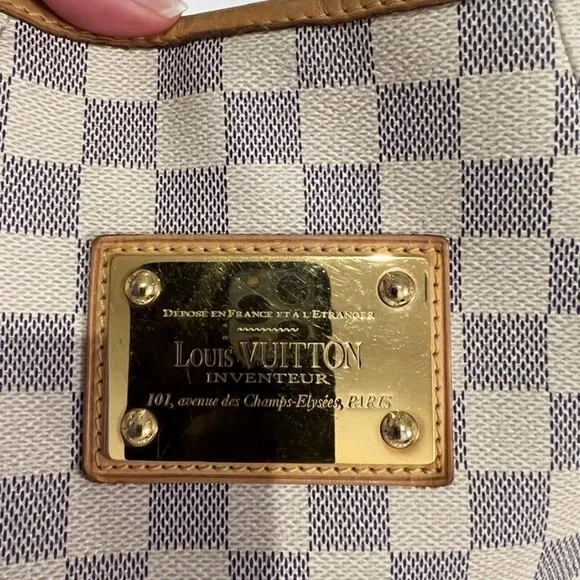 DÉPOSÉ EN FRANCE ET À L'ETRANGER
LOUIS VUITTON
INVENTEUR
101, avenue des Champs-Elysées, PARIS